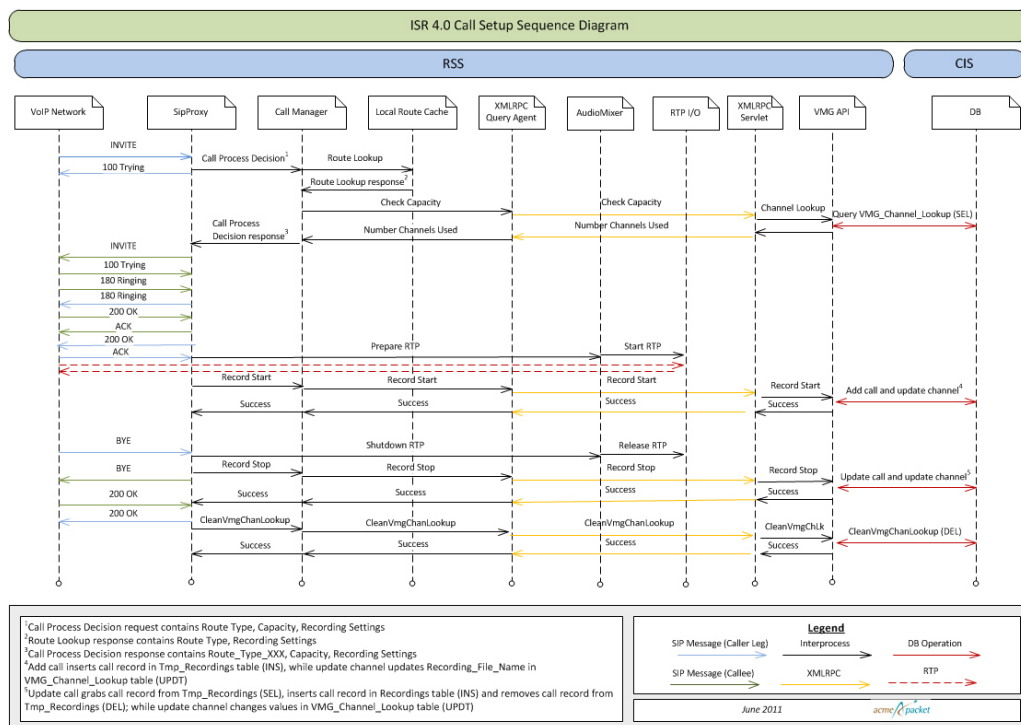 ISR 4.0 Call Setup Sequence Diagram
RSS
CIS
VoIP Network
SipProxy
Call Manager
Local Route Cache
XMLRPC
Query Agent
AudioMixer
RTP I/O
XMLRPC
Servlet
VMG API
DB
INVITE
100 Trying
Call Process Decision1
Route Lookup
Route Lookup response2
Check Capacity
Check Capacity
Channel Lookup
Query VMG_Channel_Lookup (SEL)
Call Process
Decision response3
Number Channels Used
Number Channels Used
INVITE
100 Trying
180 Ringing
180 Ringing
200 OK
ACK
200 OK
ACK
Prepare RTP
Start RTP
Record Start
Record Start
Record Start
Record Start
Add call and update channel4
Success
Success
Success
Success
BYE
Shutdown RTP
Release RTP
BYE
Record Stop
Record Stop
Record Stop
Record Stop
Update call and update channel5
200 OK
Success
Success
Success
Success
200 OK
CleanVmgChanLookup
CleanVmgChanLookup
CleanVmgChanLookup
CleanVmgChLk
CleanVmgChanLookup (DEL)
Success
Success
Success
Success
1Call Process Decision request contains Route Type, Capacity, Recording Settings
2Route Lookup response contains Route Type, Recording Settings
3Call Process Decision response contains Route_Type_XXX, Capacity, Recording Settings
4Add call inserts call record in Tmp_Recordings table (INS), while update channel updates Recording_File_Name in
VMG_Channel_Lookup table (UPDT)
5Update call grabs call record from Tmp_Recordings (SEL), inserts call record in Recordings table (INS) and removes call record from
Tmp_Recordings (DEL); while update channel changes values in VMG_Channel_Lookup table (UPDT)
Legend
SIP Message (Caller Leg)
Interprocess
DB Operation
SIP Message (Callee)
XMLRPC
RTP
June 2011
acme packet